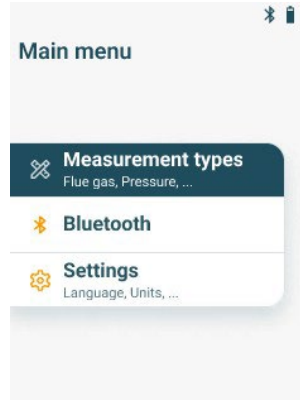 Main menu
Measurement types
Flue gas, Pressure, ...
Bluetooth
Settings
Language, Units, ...